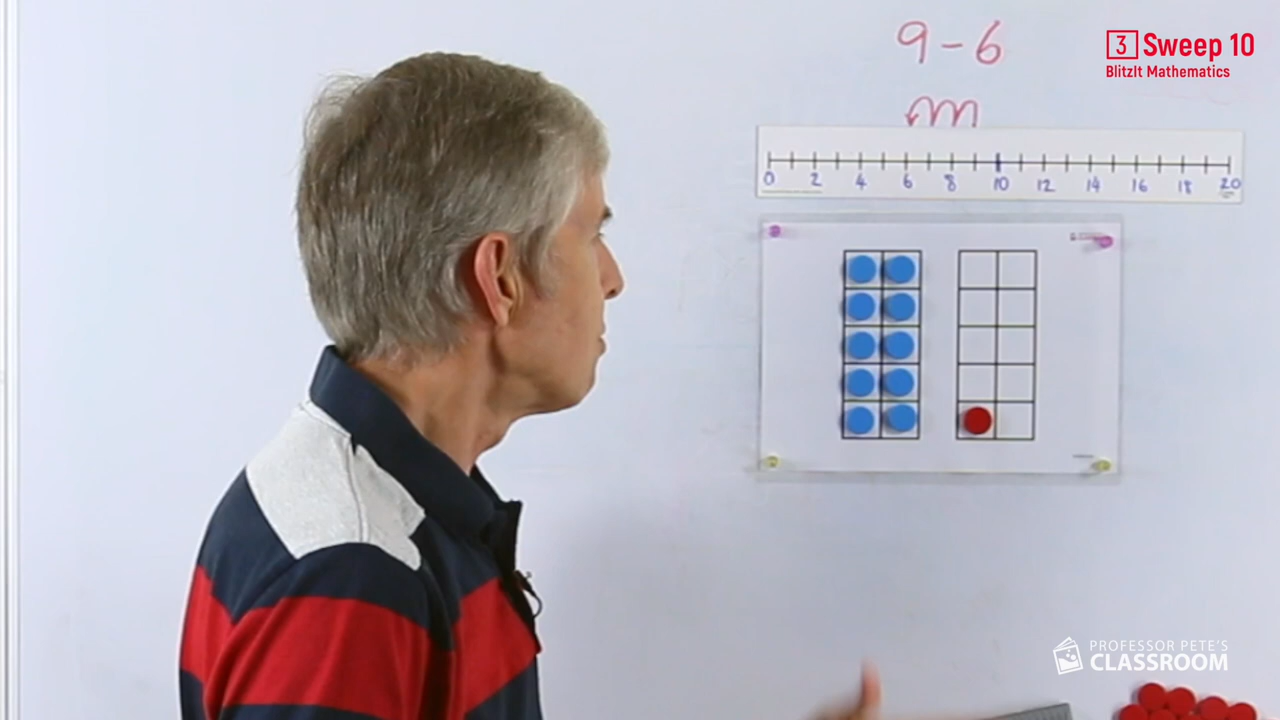 9-6
3 Sweep 10
BlitzIt Mathematics
0 2 4 6 8 10 12 14 16 18 20
PROFESSOR PETE'S
CLASSROOM